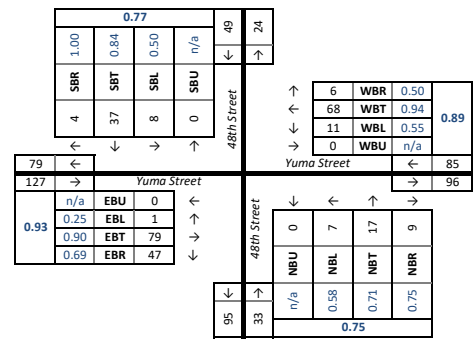 0.77
1.00 0.84 0.50 n/a
SBR SBT SBL SBU
4 37 8 0
← ↓ → ↑
49 24
↓ ↑
48th Street
↑ 6 WBR 0.50
← 68 WBT 0.94
↓ 11 WBL 0.55
→ 0 WBU n/a
0.89
79 ←
Yuma Street
← 85
127 →
Yuma Street
→ 96
0.93
n/a EBU 0 ←
0.25 EBL 1 ↑
0.90 EBT 79 →
0.69 EBR 47 ↓
48th Street
↓ ← ↑ →
0 7 17 9
NBU NBL NBT NBR
n/a 0.58 0.71 0.75
0.75
↓ ↑
95 33